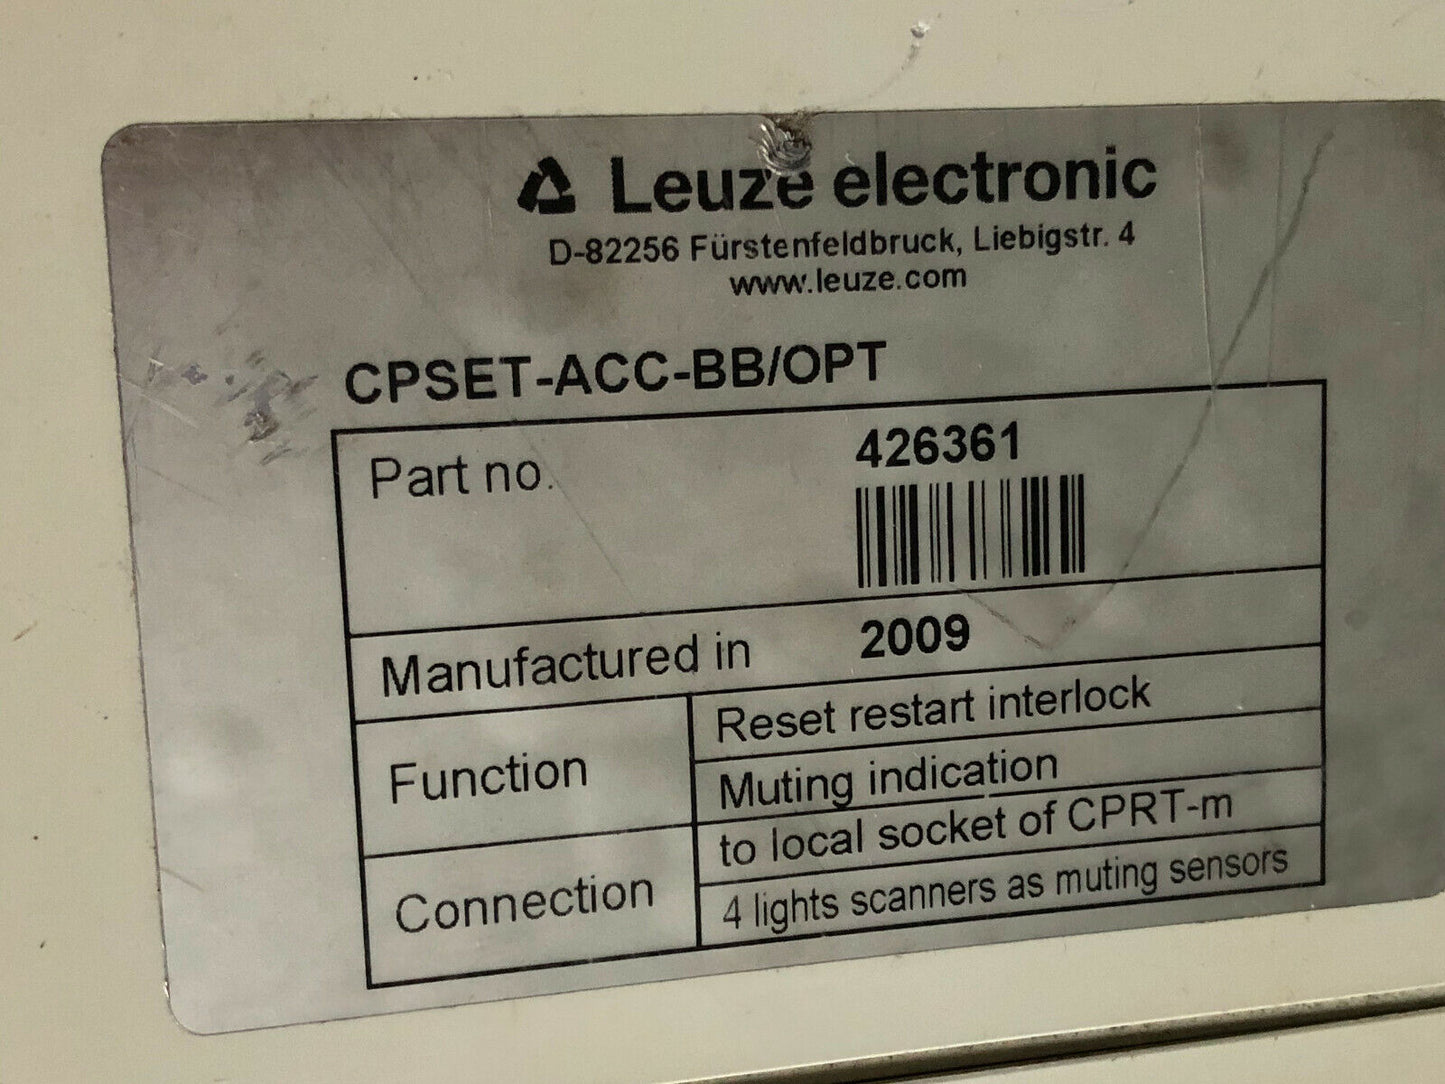 Leuze electronic
D-82256 Fürstenfeldbruck, Liebigstr. 4
www.leuze.com
CPSET-ACC-BB/OPT
Part no. 426361
Manufactured in 2009
Function Reset restart interlock
Muting indication
Connection to local socket of CPRT-m
4 lights scanners as muting sensors